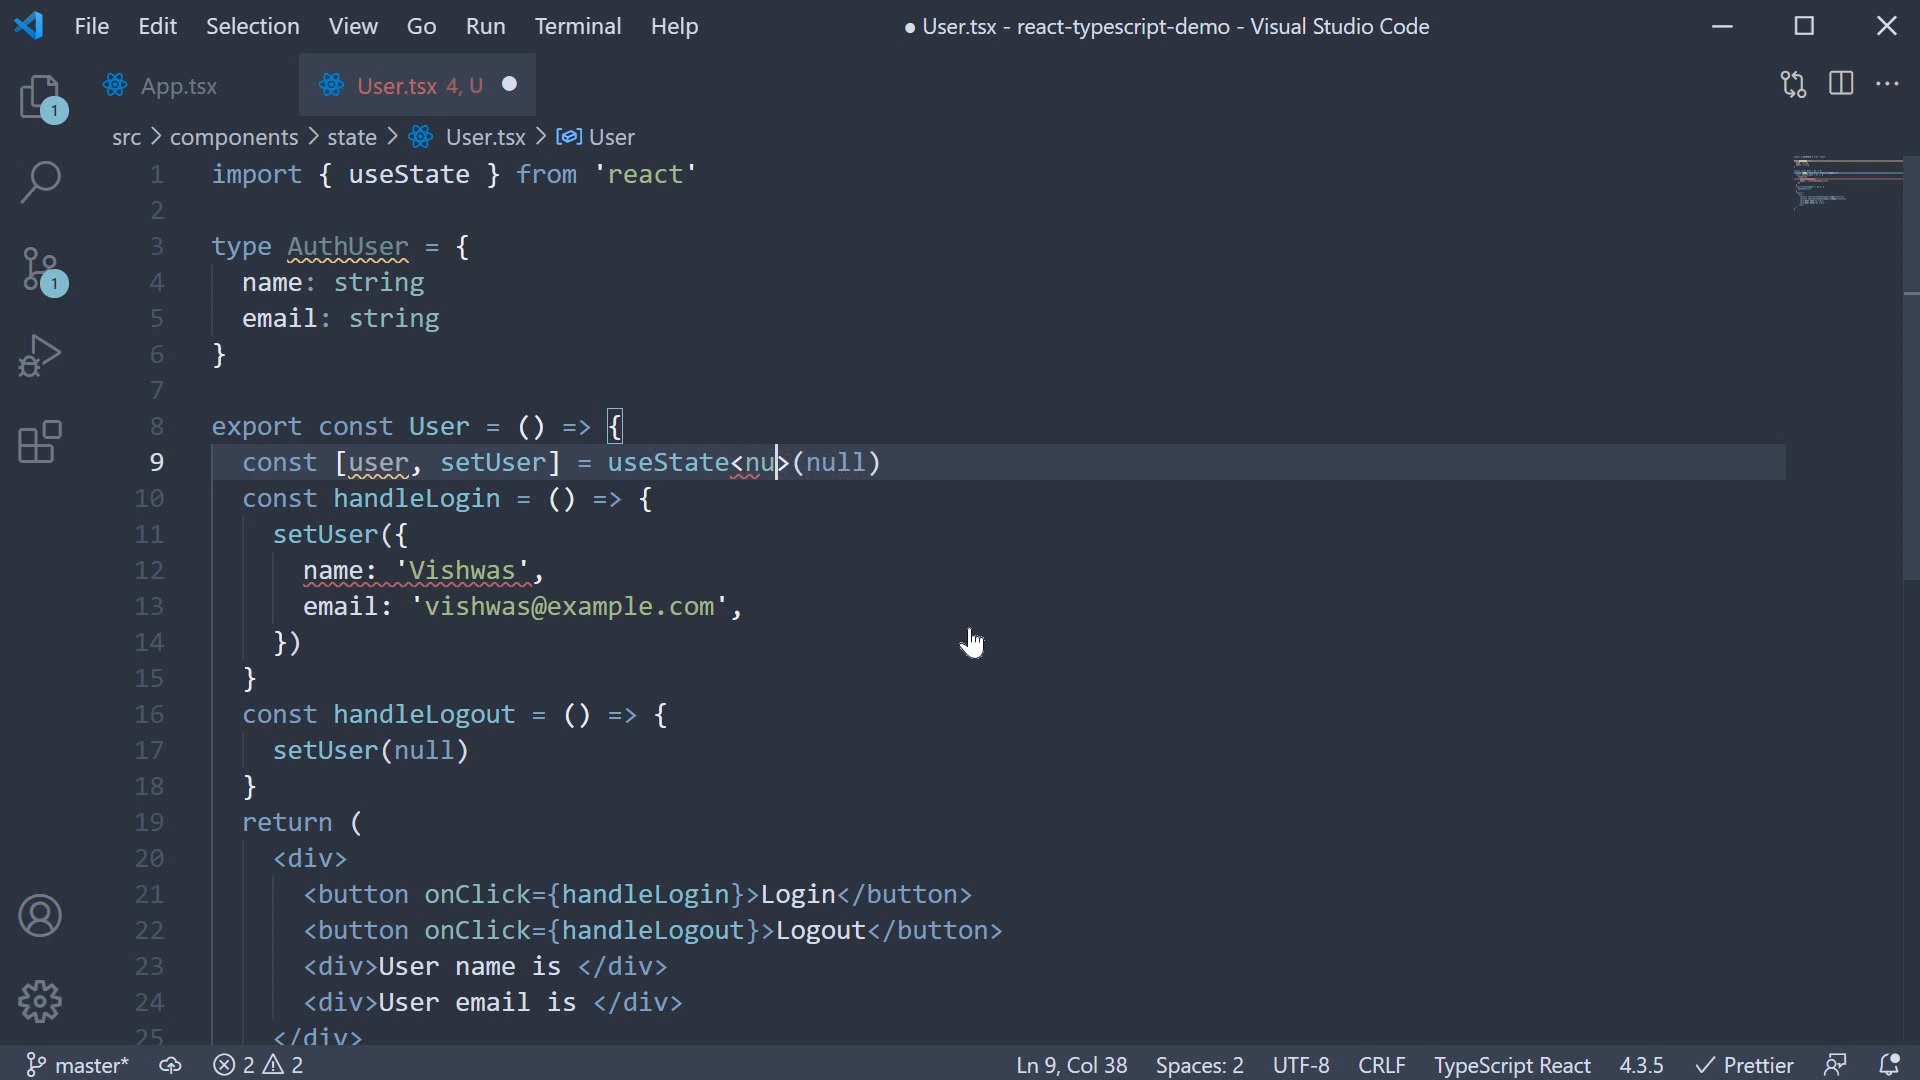 File Edit Selection View Go Run Terminal Help ● User.tsx - react-typescript-demo - Visual Studio Code
App.tsx User.tsx 4, U
1
src > components > state > User.tsx > User
1 import { useState } from 'react'
2
3 type AuthUser = {
1
4 name: string
5 email: string
6 }
7
8 export const User = () => {
9 const [user, setUser] = useState<nu>(null)
10 const handleLogin = () => {
11 setUser({
12 name: 'Vishwas',
13 email: 'vishwas@example.com',
14 })
15 }
16 const handleLogout = () => {
17 setUser(null)
18 }
19 return (
20 <div>
21 <button onClick={handleLogin}>Login</button>
22 <button onClick={handleLogout}>Logout</button>
23 <div>User name is </div>
24 <div>User email is </div>
25 </div>
master* 2 2 Ln 9, Col 38 Spaces: 2 UTF-8 CRLF TypeScript React 4.3.5 Prettier